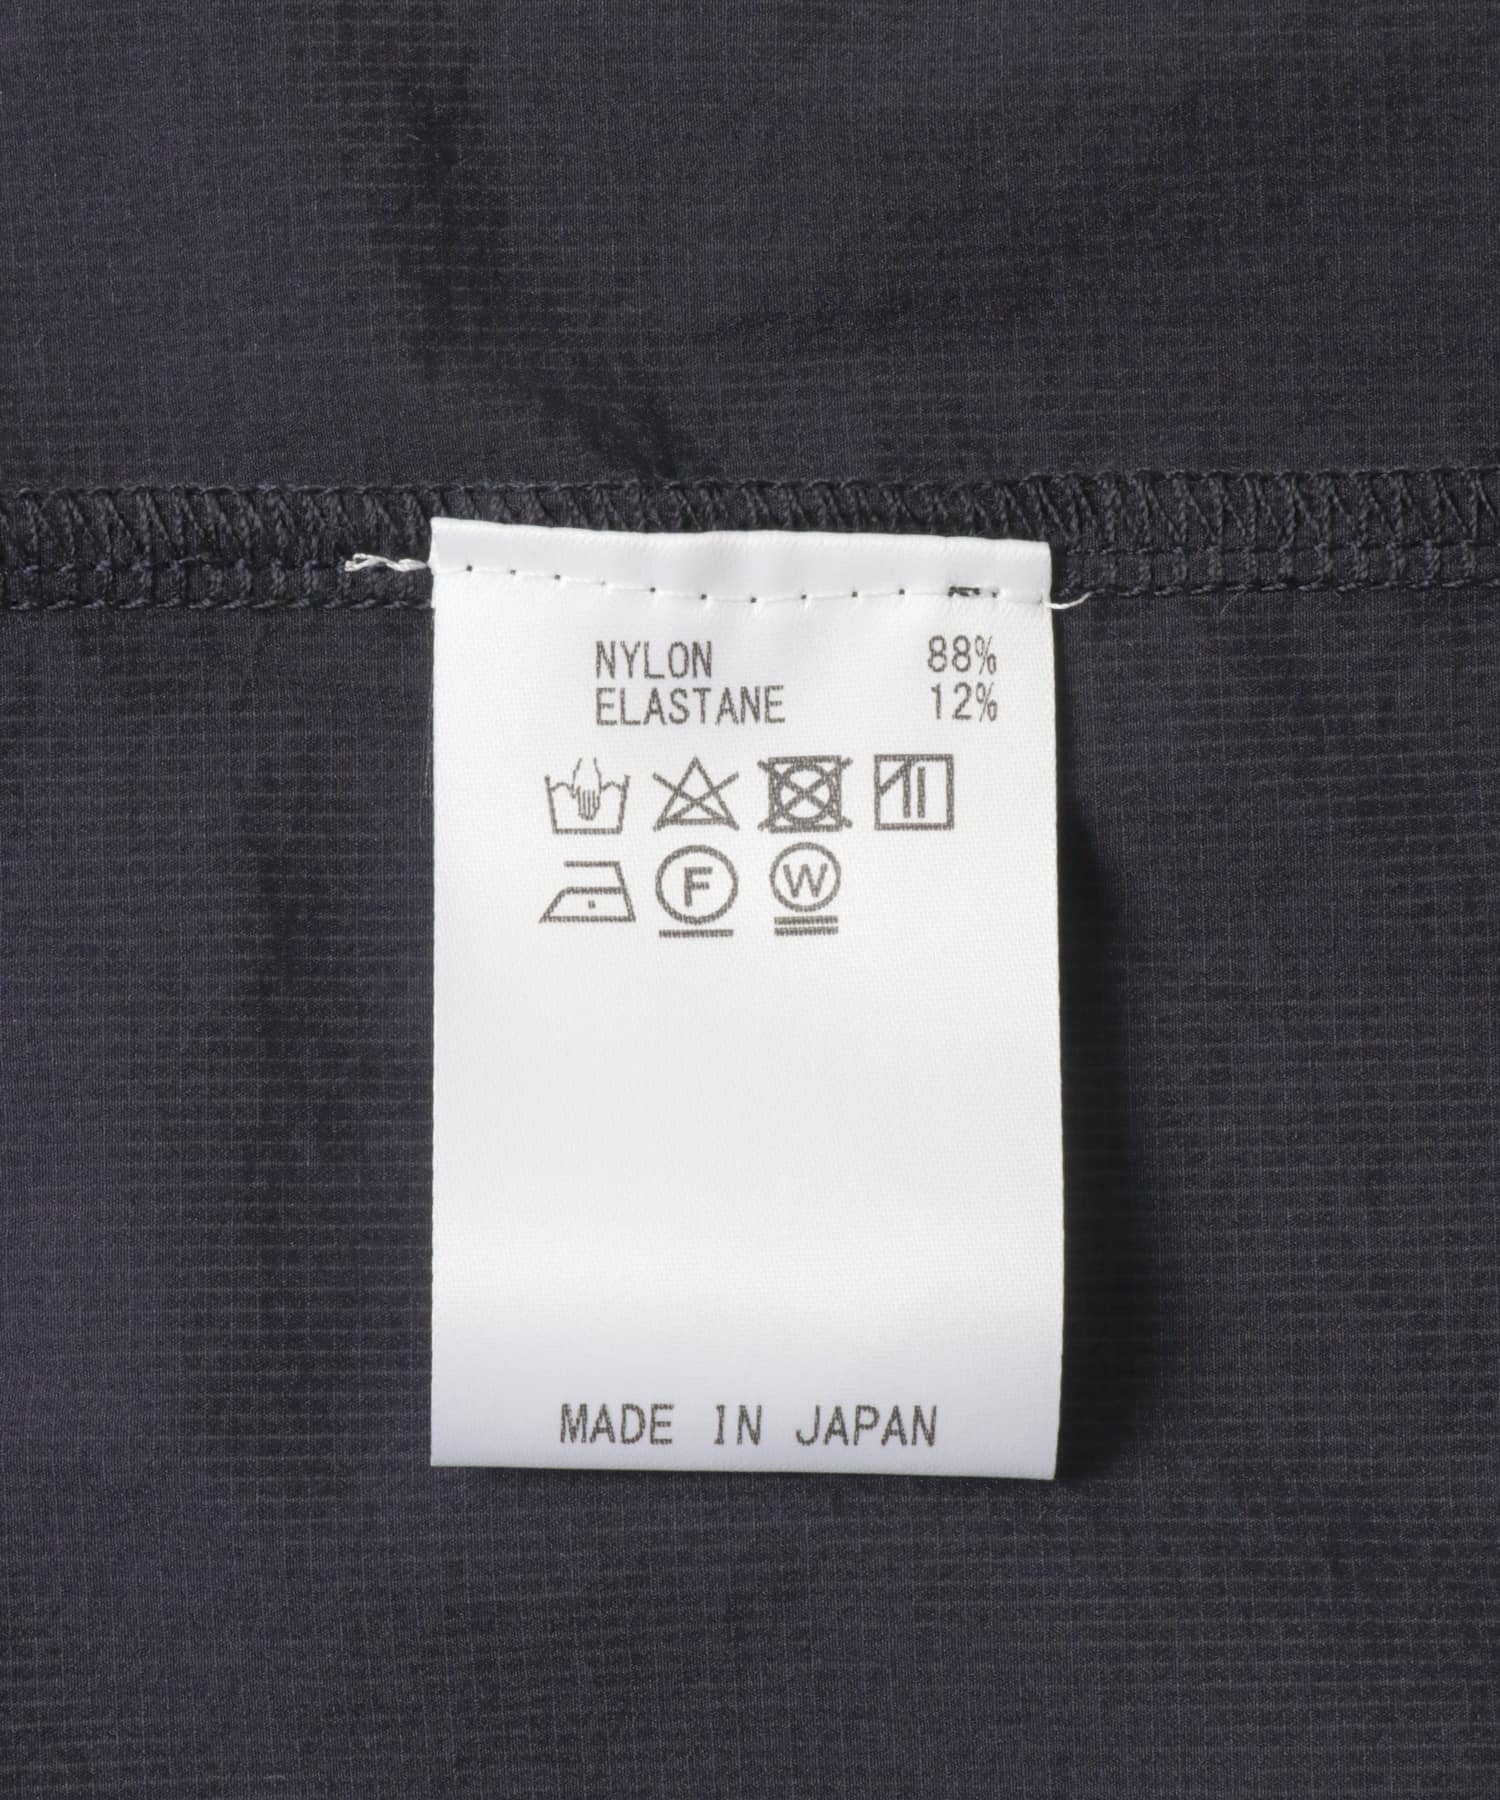 NYLON 88%
ELASTANE 12%
F W
MADE IN JAPAN